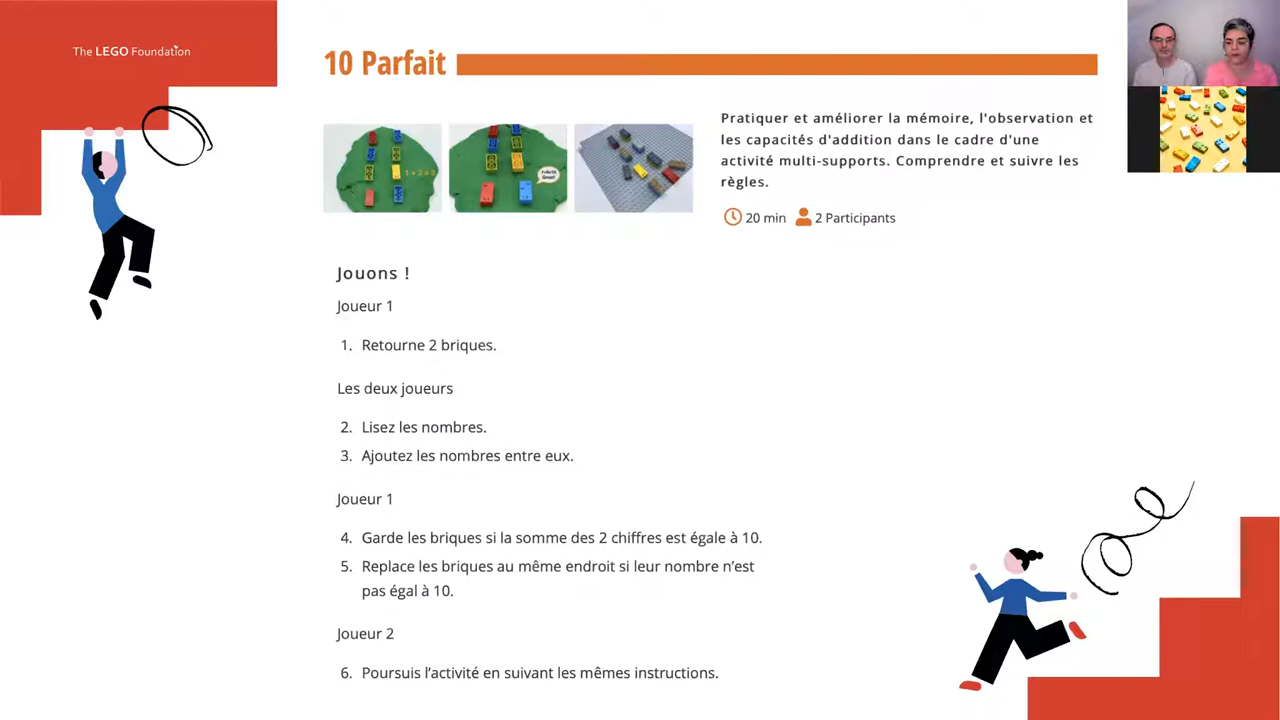 The LEGO Foundation
10 Parfait
Pratiquer et améliorer la mémoire, l'observation et
les capacités d'addition dans le cadre d'une
activité multi-supports. Comprendre et suivre les
règles.
20 min 2 Participants
Jouons !
Joueur 1
1. Retourne 2 briques.
Les deux joueurs
2. Lisez les nombres.
3. Ajoutez les nombres entre eux.
Joueur 1
4. Garde les briques si la somme des 2 chiffres est égale à 10.
5. Replace les briques au même endroit si leur nombre n’est
pas égal à 10.
Joueur 2
6. Poursuis l’activité en suivant les mêmes instructions.